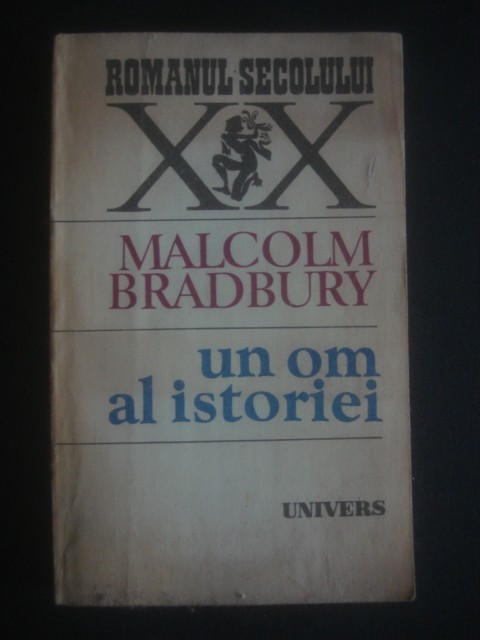 ROMANUL SECOLULUI
XX
MALCOLM
BRADBURY
un om
al istoriei
UNIVERS